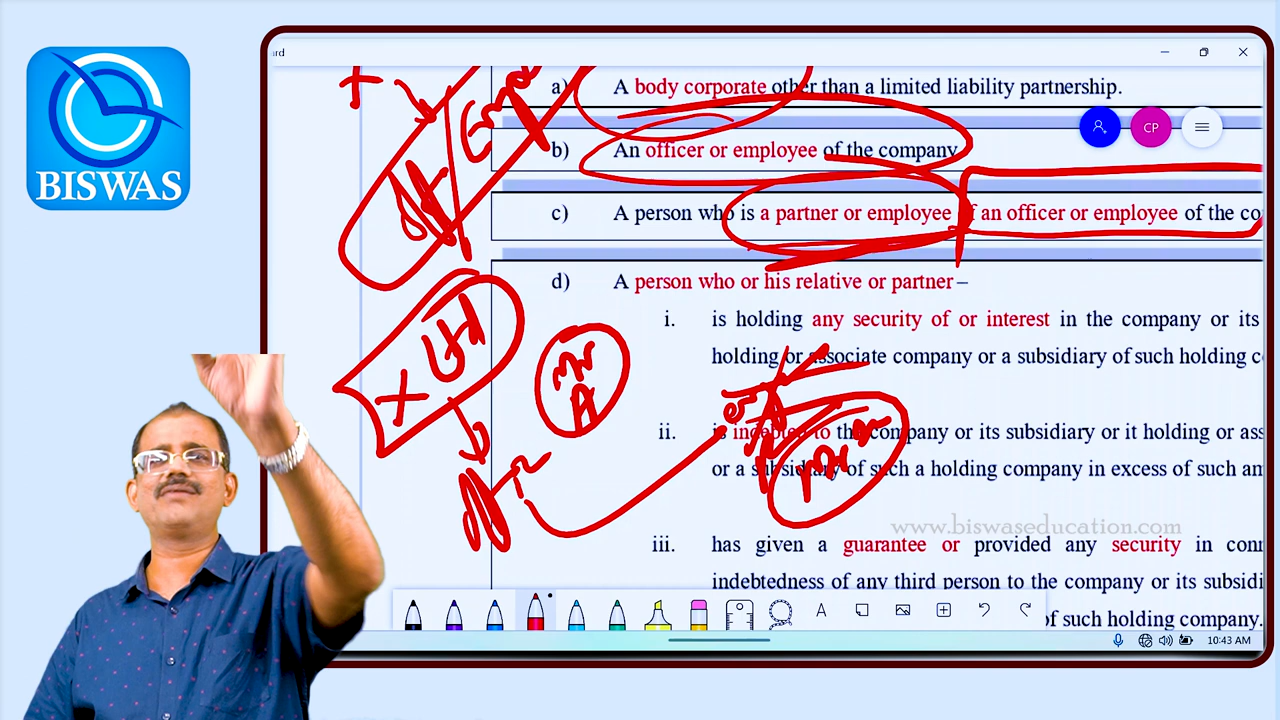 BISWAS
ard
a) A body corporate other than a limited liability partnership.
CP
b) An officer or employee of the company
c) A person who is a partner or employee an officer or employee of the co
d) A person who or his relative or partner –
i. is holding any security of or interest in the company or its
holding or associate company or a subsidiary of such holding c
X Ltd
Mr A
ii. is indebted to the company or its subsidiary or it holding or ass
or a subsidiary of such a holding company in excess of such am
www.biswaseducation.com
iii. has given a guarantee or provided any security in conn
indebtedness of any third person to the company or its subsidi
of such holding company.
A
10:43 AM